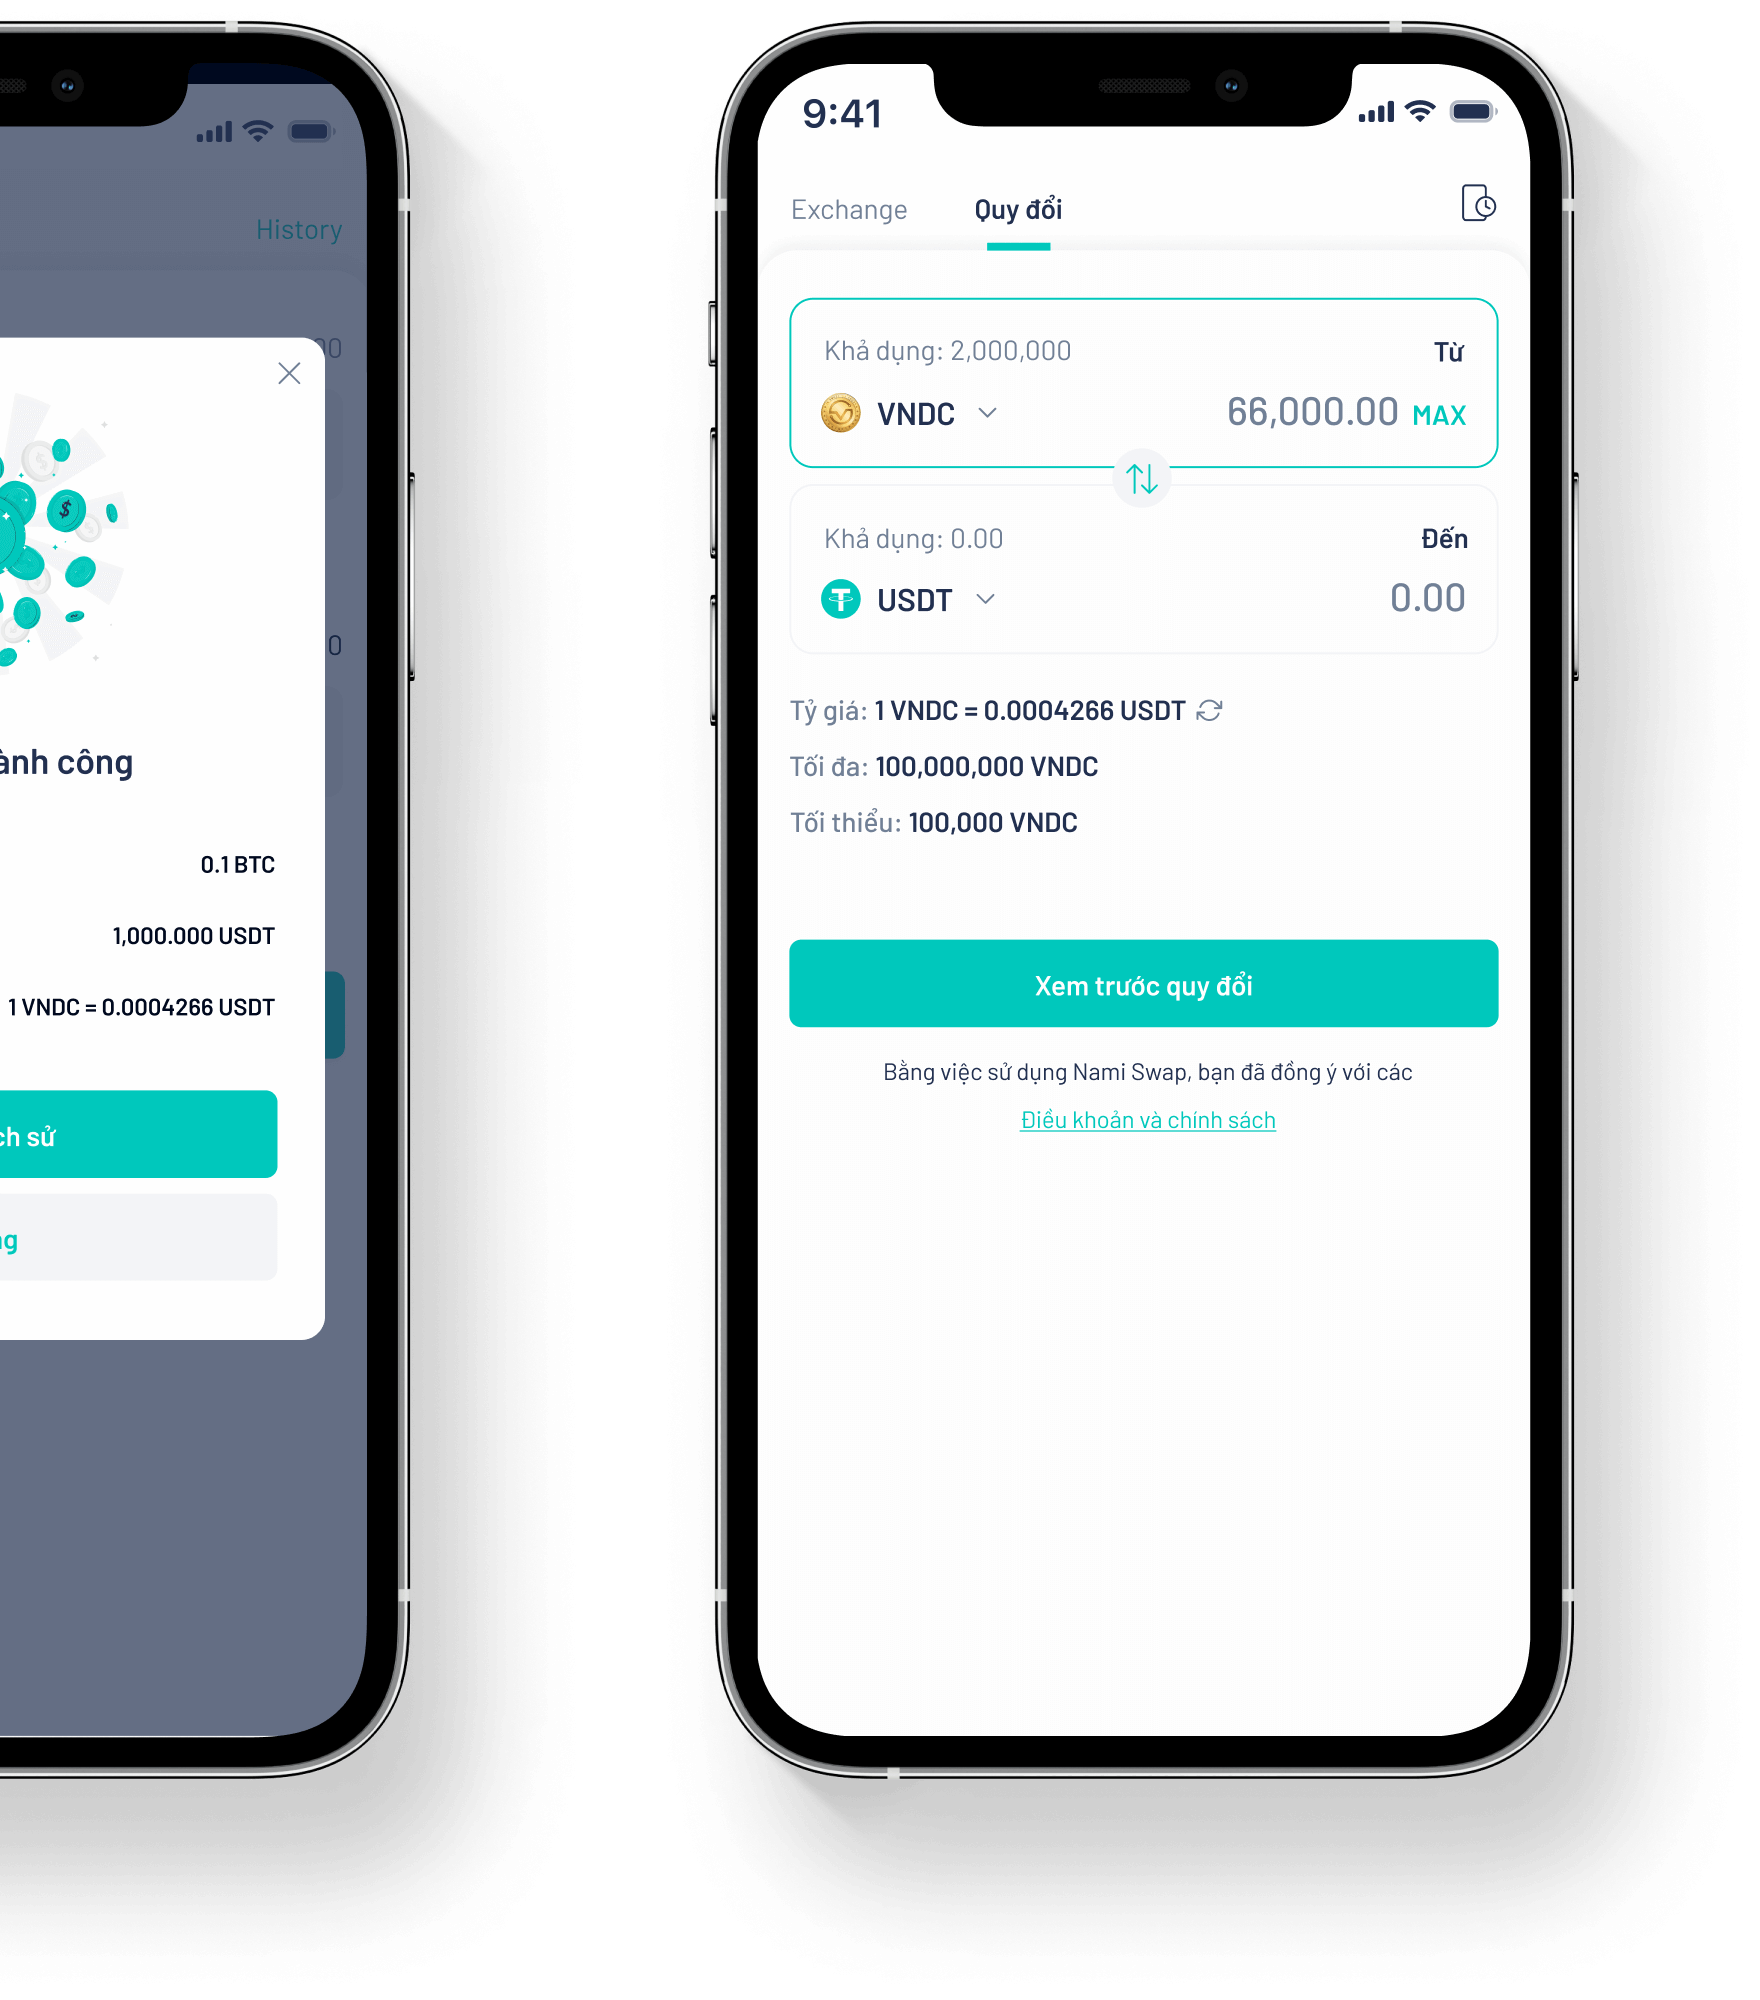 History
00
0
ành công
0.1 BTC
1,000.000 USDT
1 VNDC = 0.0004266 USDT
ch sử
ng
9:41
Exchange
Quy đổi
Khả dụng: 2,000,000
Từ
VNDC
66,000.00 MAX
Khả dụng: 0.00
Đến
USDT
0.00
Tỷ giá: 1 VNDC = 0.0004266 USDT
Tối đa: 100,000,000 VNDC
Tối thiểu: 100,000 VNDC
Xem trước quy đổi
Bằng việc sử dụng Nami Swap, bạn đã đồng ý với các
Điều khoản và chính sách